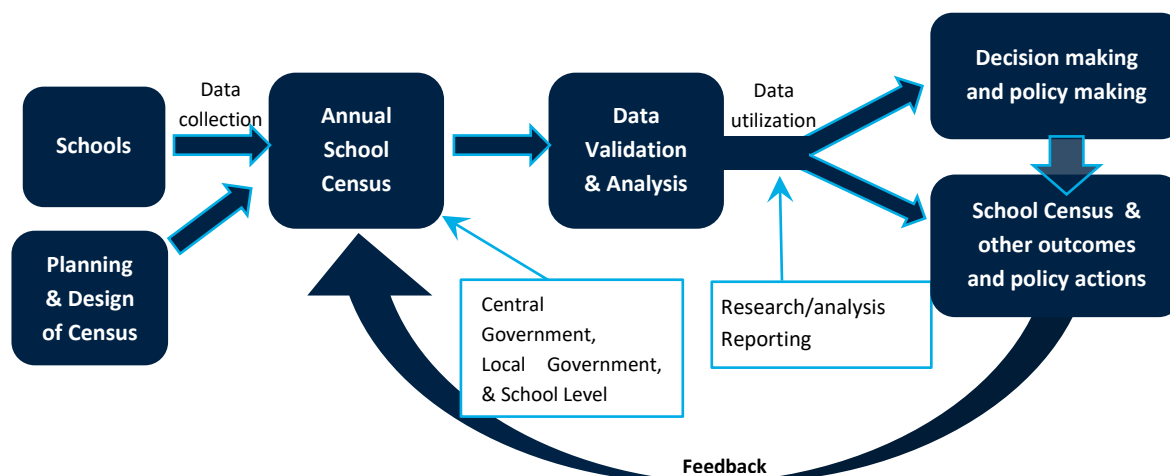 Schools
Planning
& Design
of Census
Data
collection
Annual
School
Census
Data
Validation
& Analysis
Data
utilization
Decision making
and policy making
School Census &
other outcomes
and policy actions
Central
Government,
Local Government,
& School Level
Research/analysis
Reporting
Feedback